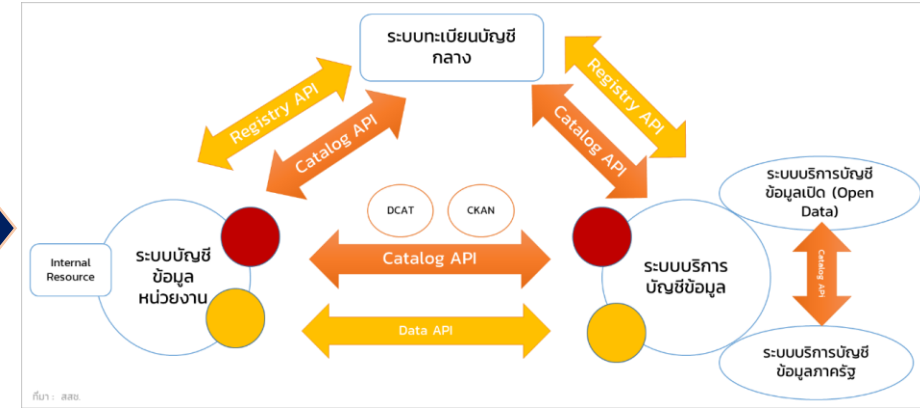 ระบบทะเบียนบัญชี
กลาง
Registry API
Catalog API
Registry API
Catalog API
DCAT
CKAN
Catalog API
Data API
Internal
Resource
ระบบบัญชี
ข้อมูล
หน่วยงาน
ระบบบริการ
บัญชีข้อมูล
ระบบบริการบัญชี
ข้อมูลเปิด (Open
Data)
Catalog API
ระบบบริการบัญชี
ข้อมูลภาครัฐ
ที่มา : สสช.